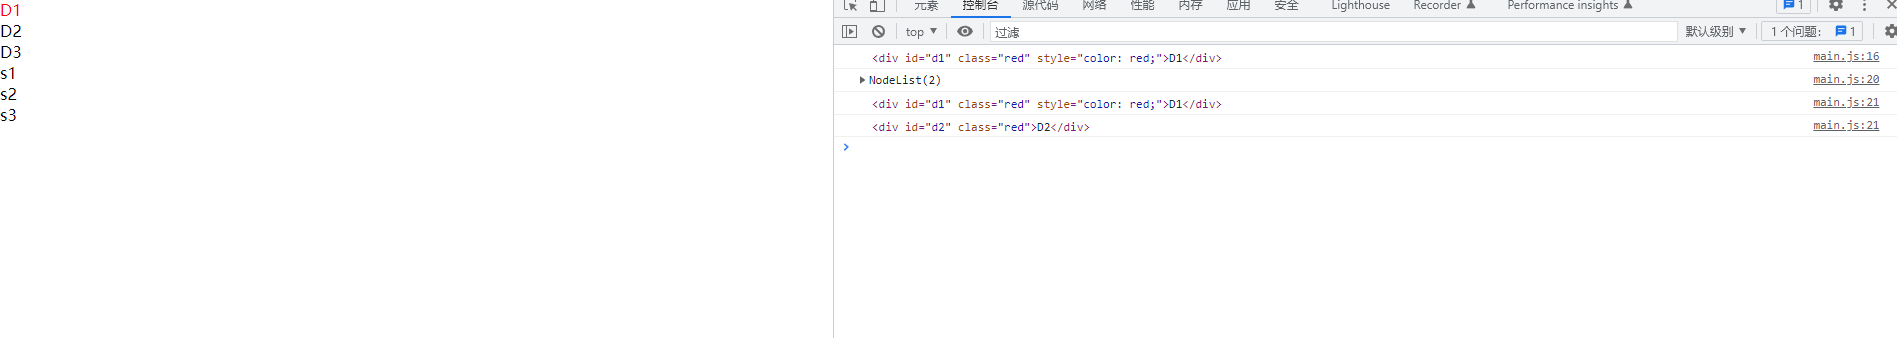 D1
D2
D3
s1
s2
s3
元素 控制台 源代码 网络 性能 内存 应用 安全 Lighthouse Recorder Performance insights 1
top 过滤 默认级别 1 个问题: 1
<div id="d1" class="red" style="color: red;">D1</div> main.js:16
NodeList(2) main.js:20
<div id="d1" class="red" style="color: red;">D1</div> main.js:21
<div id="d2" class="red">D2</div> main.js:21